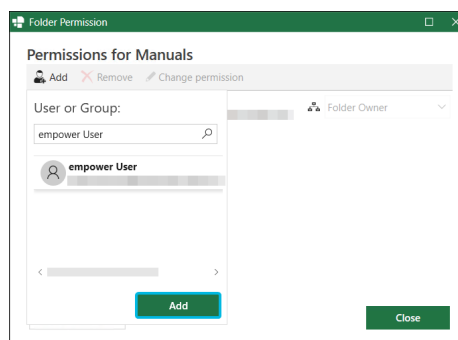 Folder Permission
Permissions for Manuals
Add Remove Change permission
User or Group:
Folder Owner
empower User
empower User
Add
Close